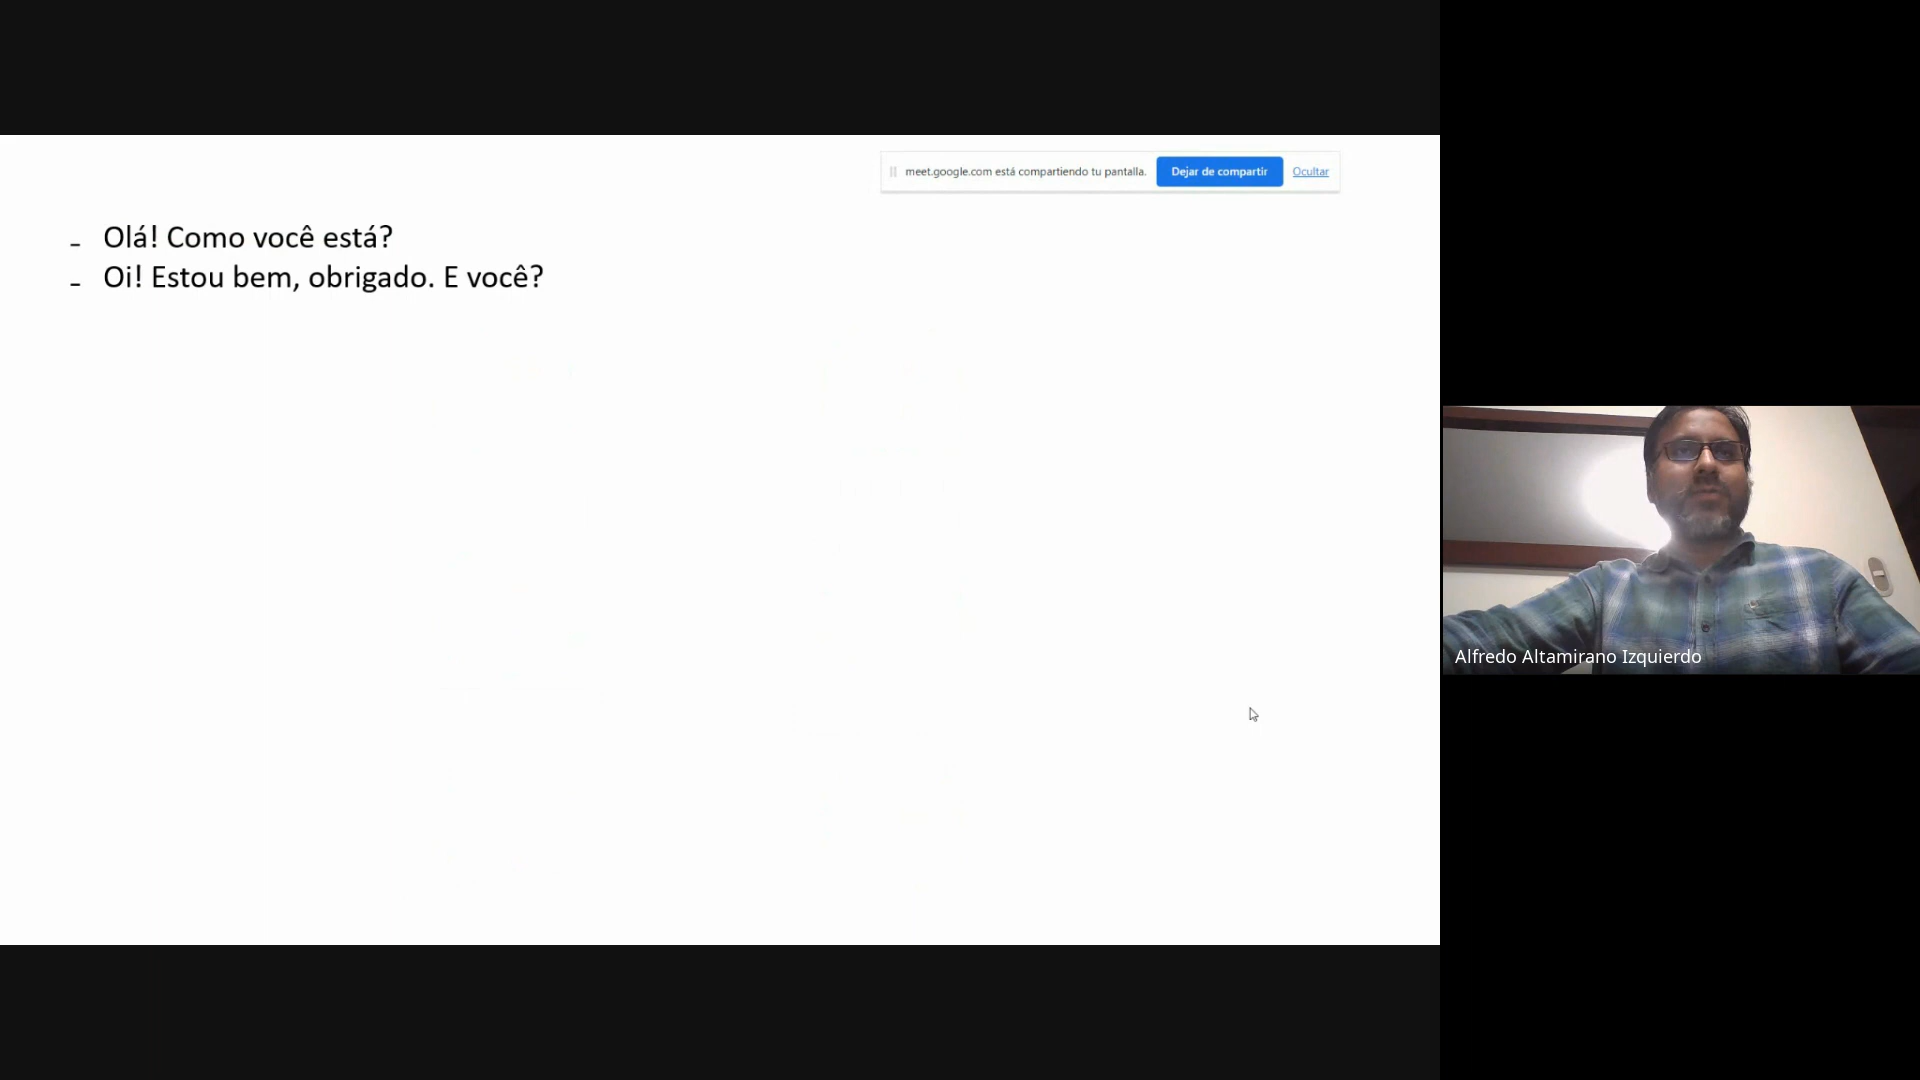 meet.google.com está compartiendo tu pantalla. Dejar de compartir Ocultar
- Olá! Como você está?
- Oi! Estou bem, obrigado. E você?
Alfredo Altamirano Izquierdo